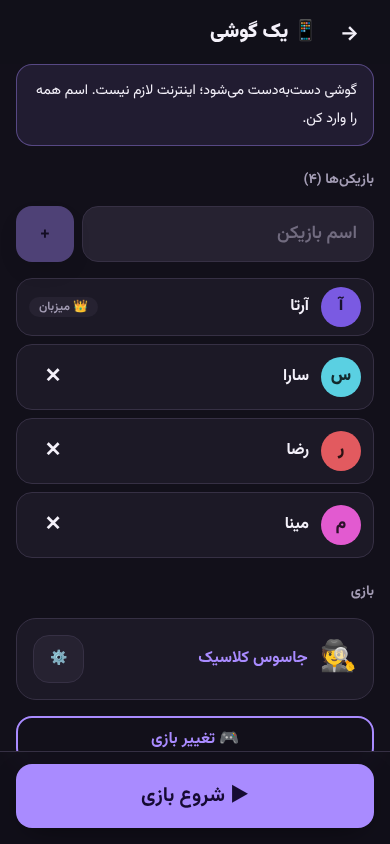 → 📱 یک گوشی
گوشی دست‌به‌دست می‌شود؛ اینترنت لازم نیست. اسم همه
را وارد کن.
بازیکن‌ها (۴)
اسم بازیکن +
آ آرتا 👑 میزبان
س سارا ✕
ر رضا ✕
م مینا ✕
بازی
🕵️ جاسوس کلاسیک ⚙️
🎮 تغییر بازی
▶ شروع بازی